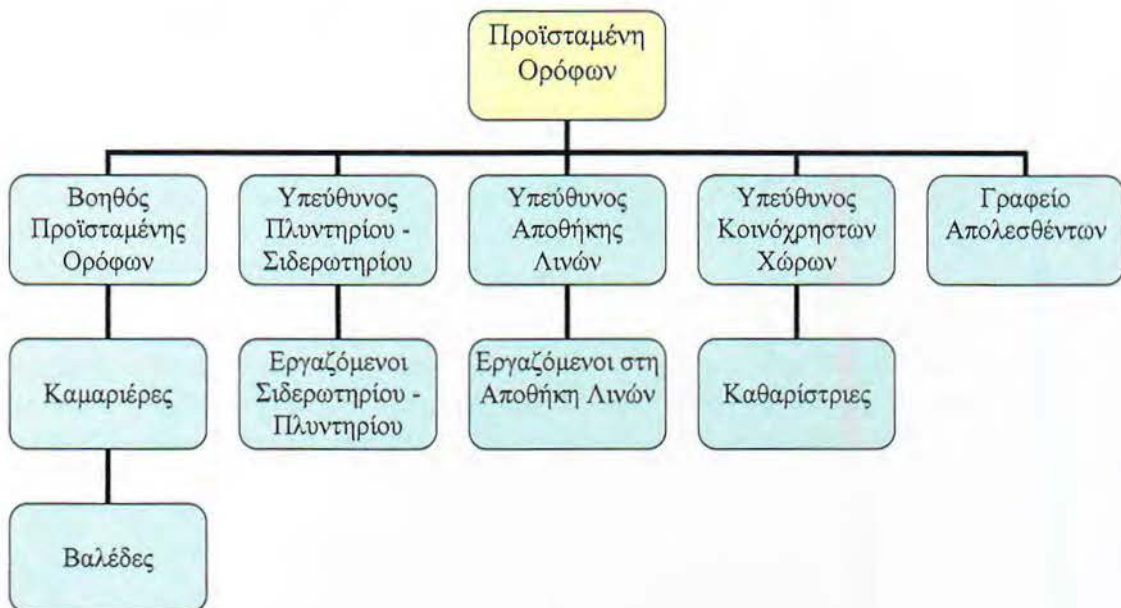 Προϊσταμένη
Ορόφων
Βοηθός
Προϊσταμένης
Ορόφων
Υπεύθυνος
Πλυντηρίου -
Σιδερωτηρίου
Υπεύθυνος
Αποθήκης
Λινών
Υπεύθυνος
Κοινόχρηστων
Χώρων
Γραφείο
Απολεσθέντων
Καμαριέρες
Εργαζόμενοι
Σιδερωτηρίου -
Πλυντηρίου
Εργαζόμενοι στη
Αποθήκη Λινών
Καθαρίστριες
Βαλέδες